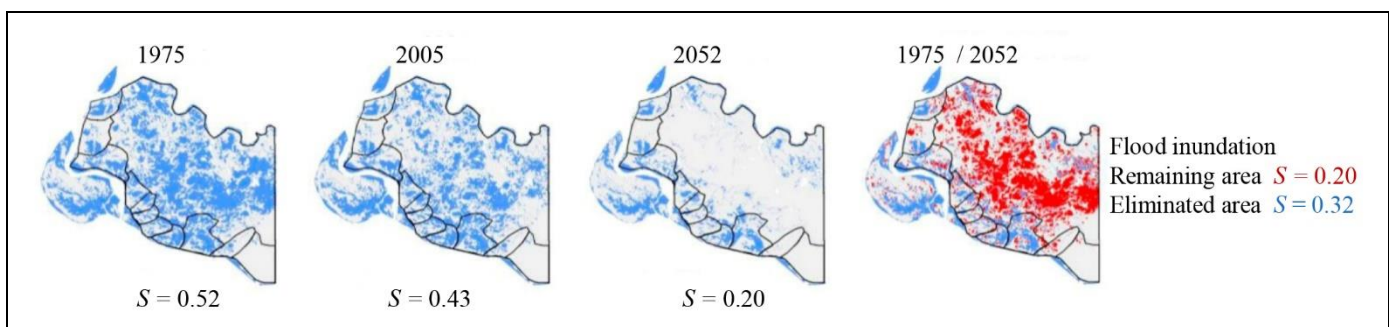 1975
2005
2052
1975 / 2052
Flood inundation
Remaining area S = 0.20
Eliminated area S = 0.32
S = 0.52
S = 0.43
S = 0.20